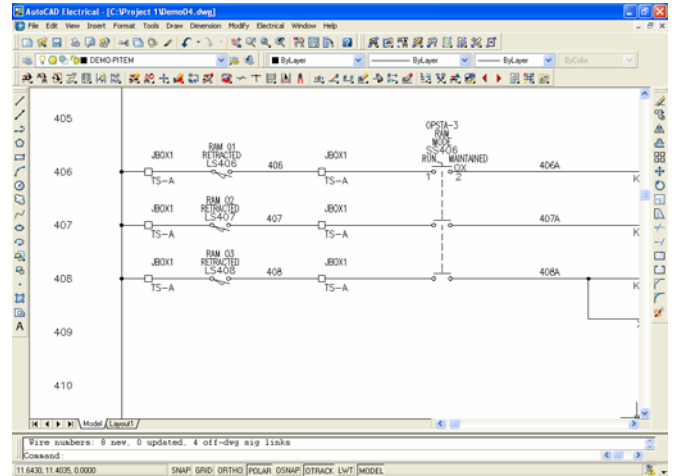 AutoCAD Electrical - [C:\Project 1\Demo04.dwg]
File Edit View Insert Format Tools Draw Dimension Modify Electrical Window Help
DEMO-PITEM ByLayer ByLayer ByLayer ByColor
405
OPSTA-3
RAM
MODE
SS406
RUN MAINTAINED
OX
1 2
RAM 01
RETRACTED
LS406
JBOX1 JBOX1
406 406 406A
TS-A TS-A K
RAM 02
RETRACTED
LS407
JBOX1 JBOX1
407 407 407A
TS-A TS-A K
RAM 03
RETRACTED
LS408
JBOX1 JBOX1
408 408 408A
TS-A TS-A K
409
410
Model Layout1
Wire numbers: 8 new, 0 updated, 4 off-dwg sig links
Command:
11.6430, 11.4035, 0.0000 SNAP GRID ORTHO POLAR OSNAP OTRACK LWT MODEL